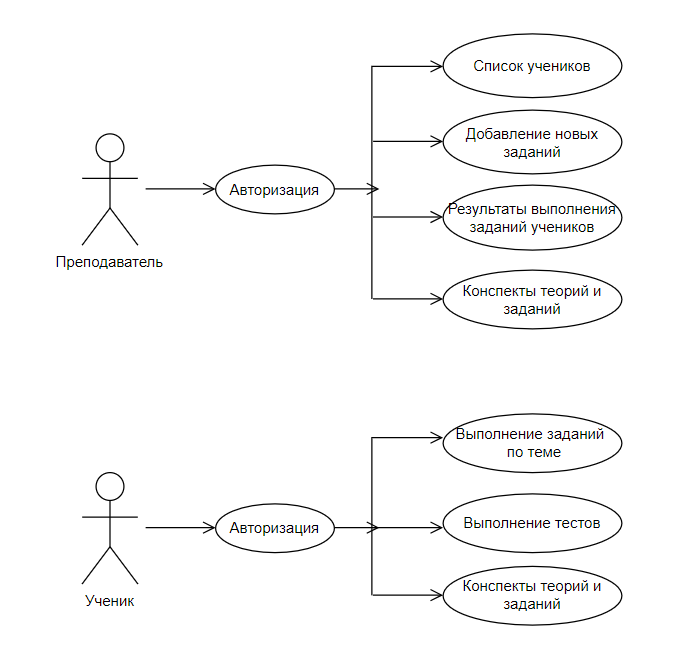 Список учеников
Добавление новых
заданий
Авторизация
Результаты выполнения
заданий учеников
Преподаватель
Конспекты теорий и
заданий
Выполнение заданий
по теме
Авторизация
Выполнение тестов
Конспекты теорий и
заданий
Ученик